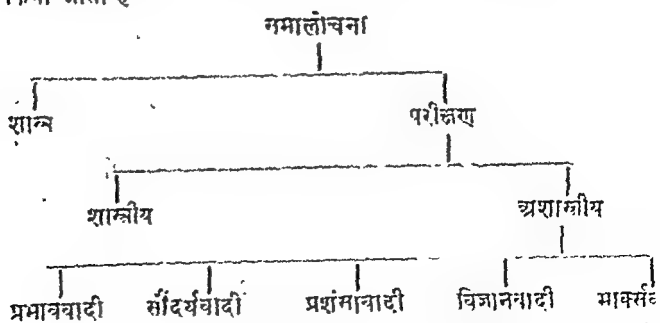 समालोचना
शास्त्र परीक्षण
शास्त्रीय अशास्त्रीय
प्रभाववादी सौंदर्यवादी प्रशंसावादी विज्ञानवादी